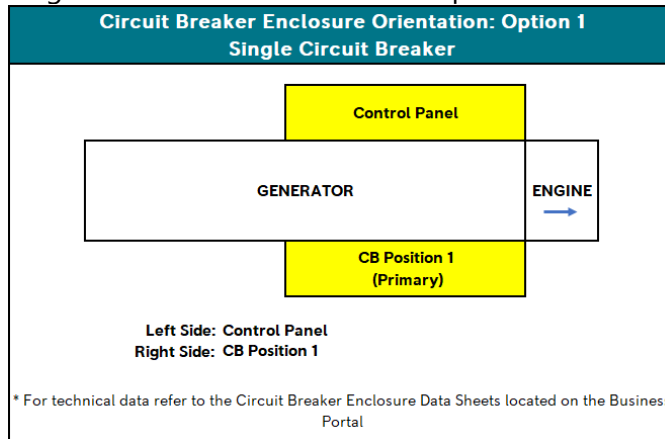 Circuit Breaker Enclosure Orientation: Option 1
Single Circuit Breaker
Control Panel
GENERATOR
ENGINE
CB Position 1
(Primary)
Left Side: Control Panel
Right Side: CB Position 1
* For technical data refer to the Circuit Breaker Enclosure Data Sheets located on the Busines
Portal